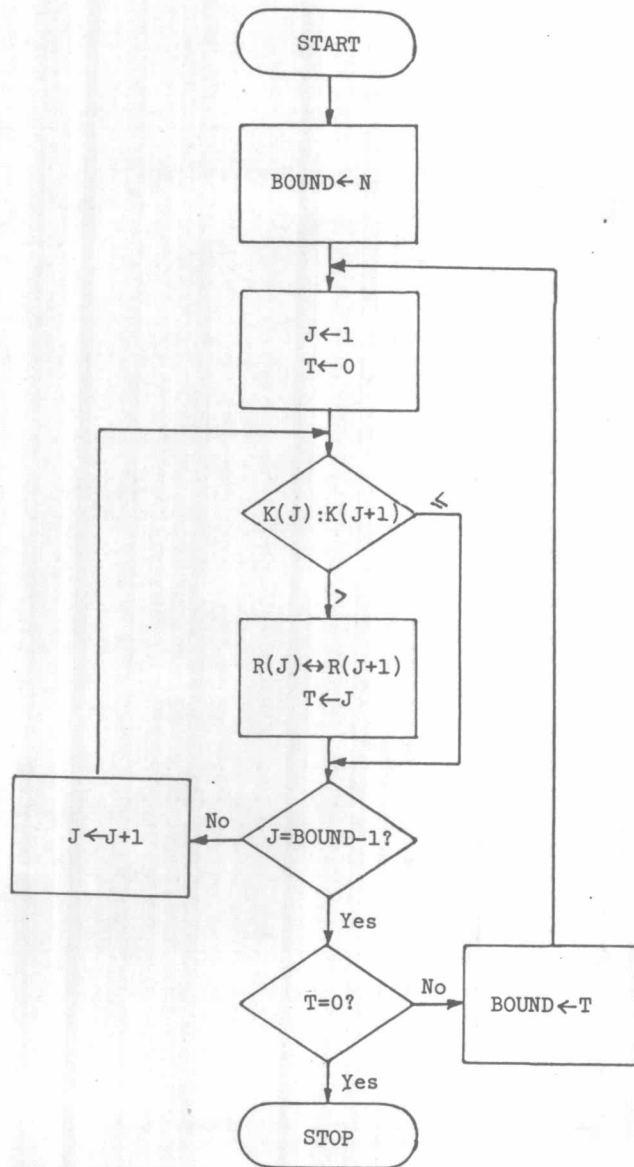 START
BOUND←N
J←1
T←0
K(J):K(J+1)
≤
>
R(J)↔R(J+1)
T←J
J=BOUND-1?
No
J←J+1
Yes
T=0?
No
BOUND←T
Yes
STOP